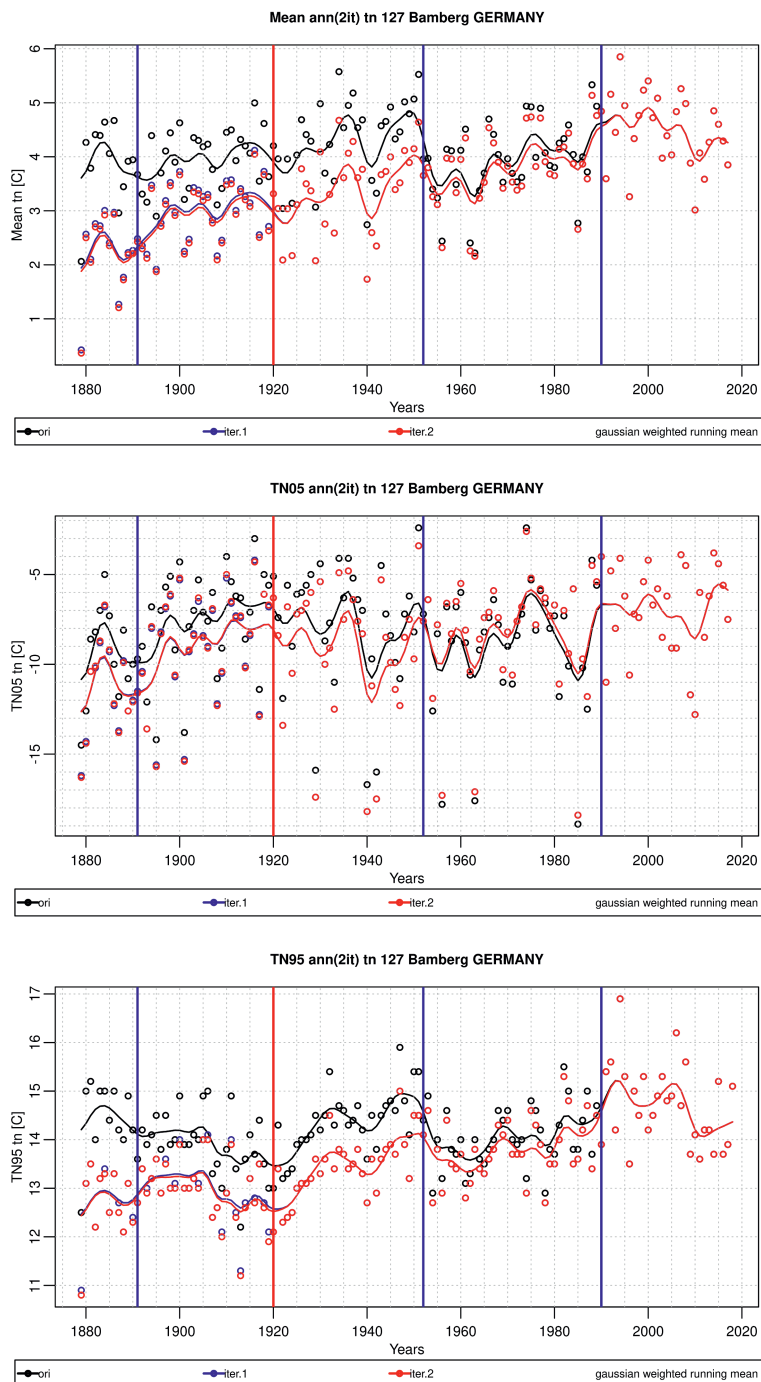 Mean ann(2it) tn 127 Bamberg GERMANY
6
5
4
3
2
1
Mean tn [C]
1880 1900 1920 1940 1960 1980 2000 2020
Years
ori iter.1 iter.2 gaussian weighted running mean
TN05 ann(2it) tn 127 Bamberg GERMANY
-5
-10
-15
TN05 tn [C]
1880 1900 1920 1940 1960 1980 2000 2020
Years
ori iter.1 iter.2 gaussian weighted running mean
TN95 ann(2it) tn 127 Bamberg GERMANY
17
16
15
14
13
12
11
TN95 tn [C]
1880 1900 1920 1940 1960 1980 2000 2020
Years
ori iter.1 iter.2 gaussian weighted running mean